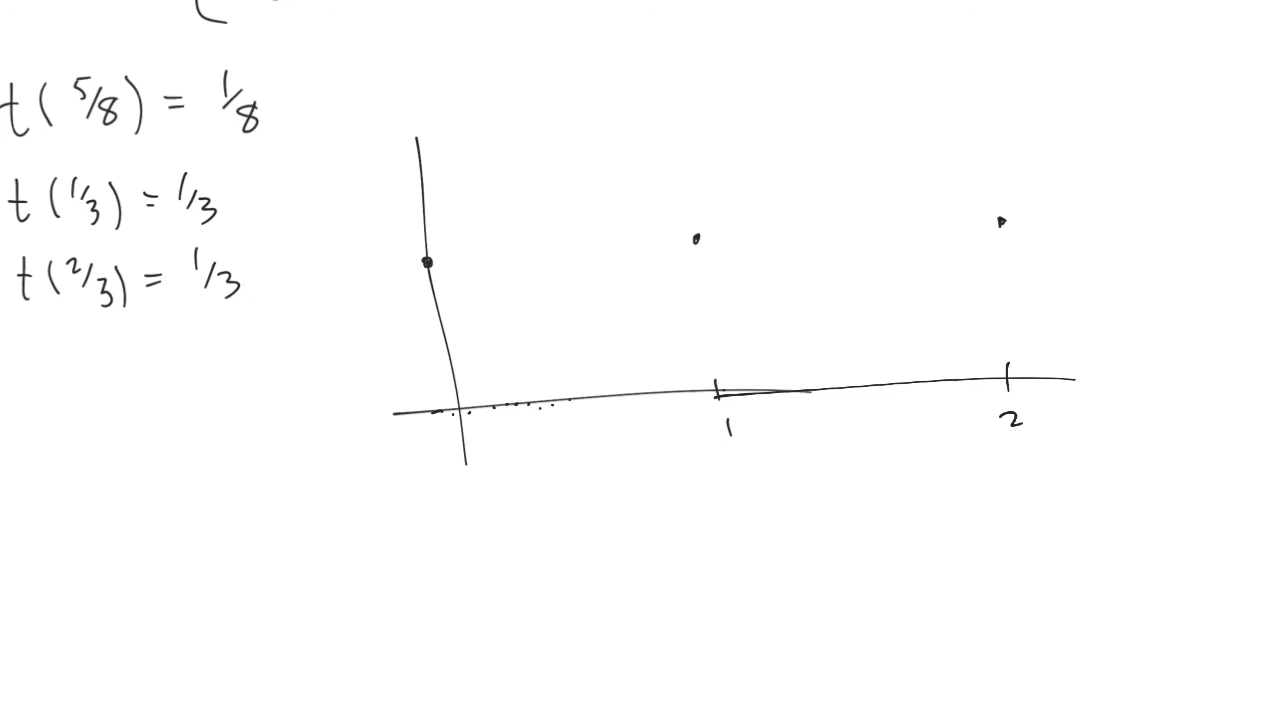 t(5/8) = 1/8
t(1/3) = 1/3
t(2/3) = 1/3
1
2